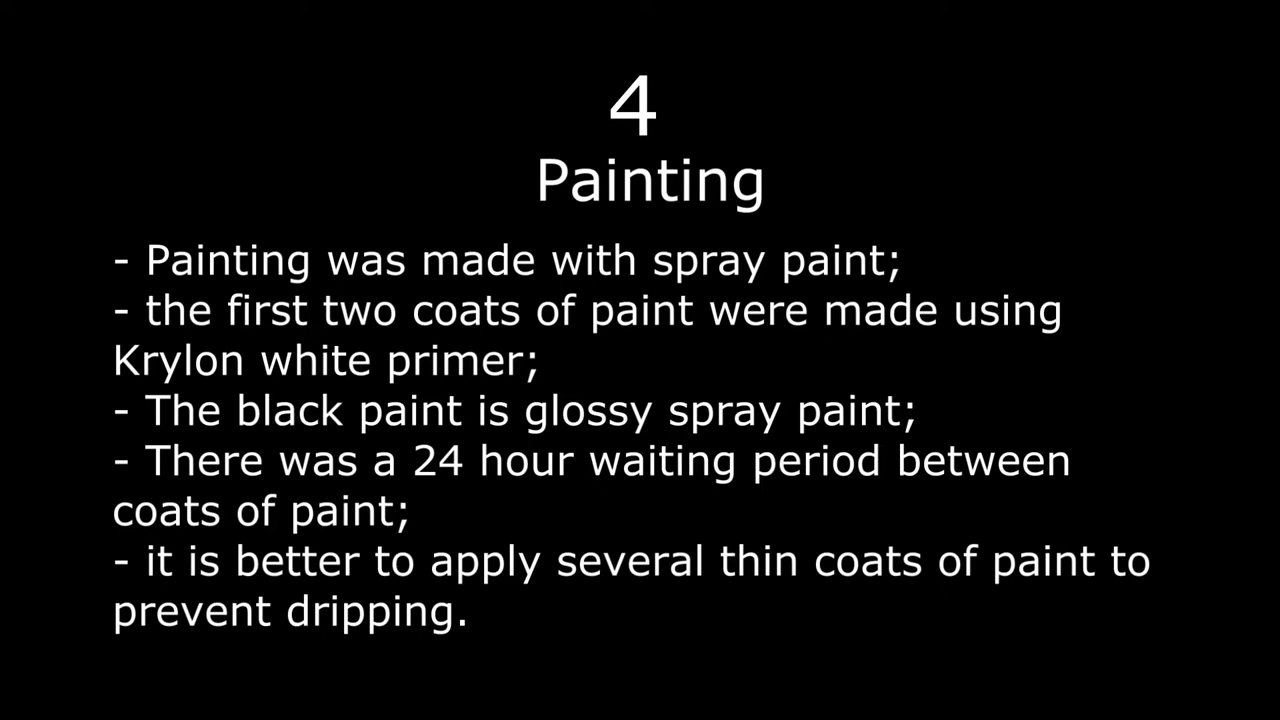 4
Painting
- Painting was made with spray paint;
- the first two coats of paint were made using
Krylon white primer;
- The black paint is glossy spray paint;
- There was a 24 hour waiting period between
coats of paint;
- it is better to apply several thin coats of paint to
prevent dripping.